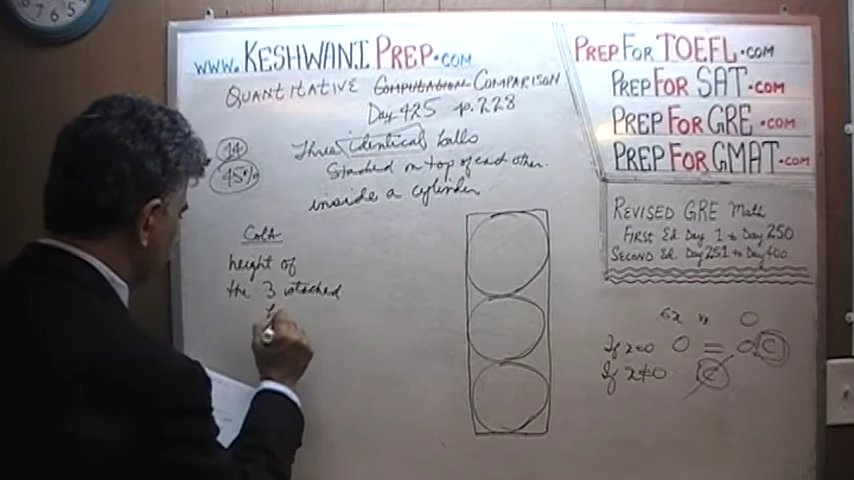 7 6 5
www.KESHWANI PREP.COM
QUANTITATIVE COMPUTATION COMPARISON
Day 425 p.228
14
45%
Three identical balls
Stacked on top of each other.
inside a cylinder
Col A
height of
the 3 stacked
PREP FOR TOEFL.COM
PREP FOR SAT.COM
PREP FOR GRE.COM
PREP FOR GMAT.COM
REVISED GRE Math
FIRST Ed. Day 1 to Day 250
SECOND Ed. Day 251 to Day 400
0
If x=0 0 = 0 C
If x≠0 C